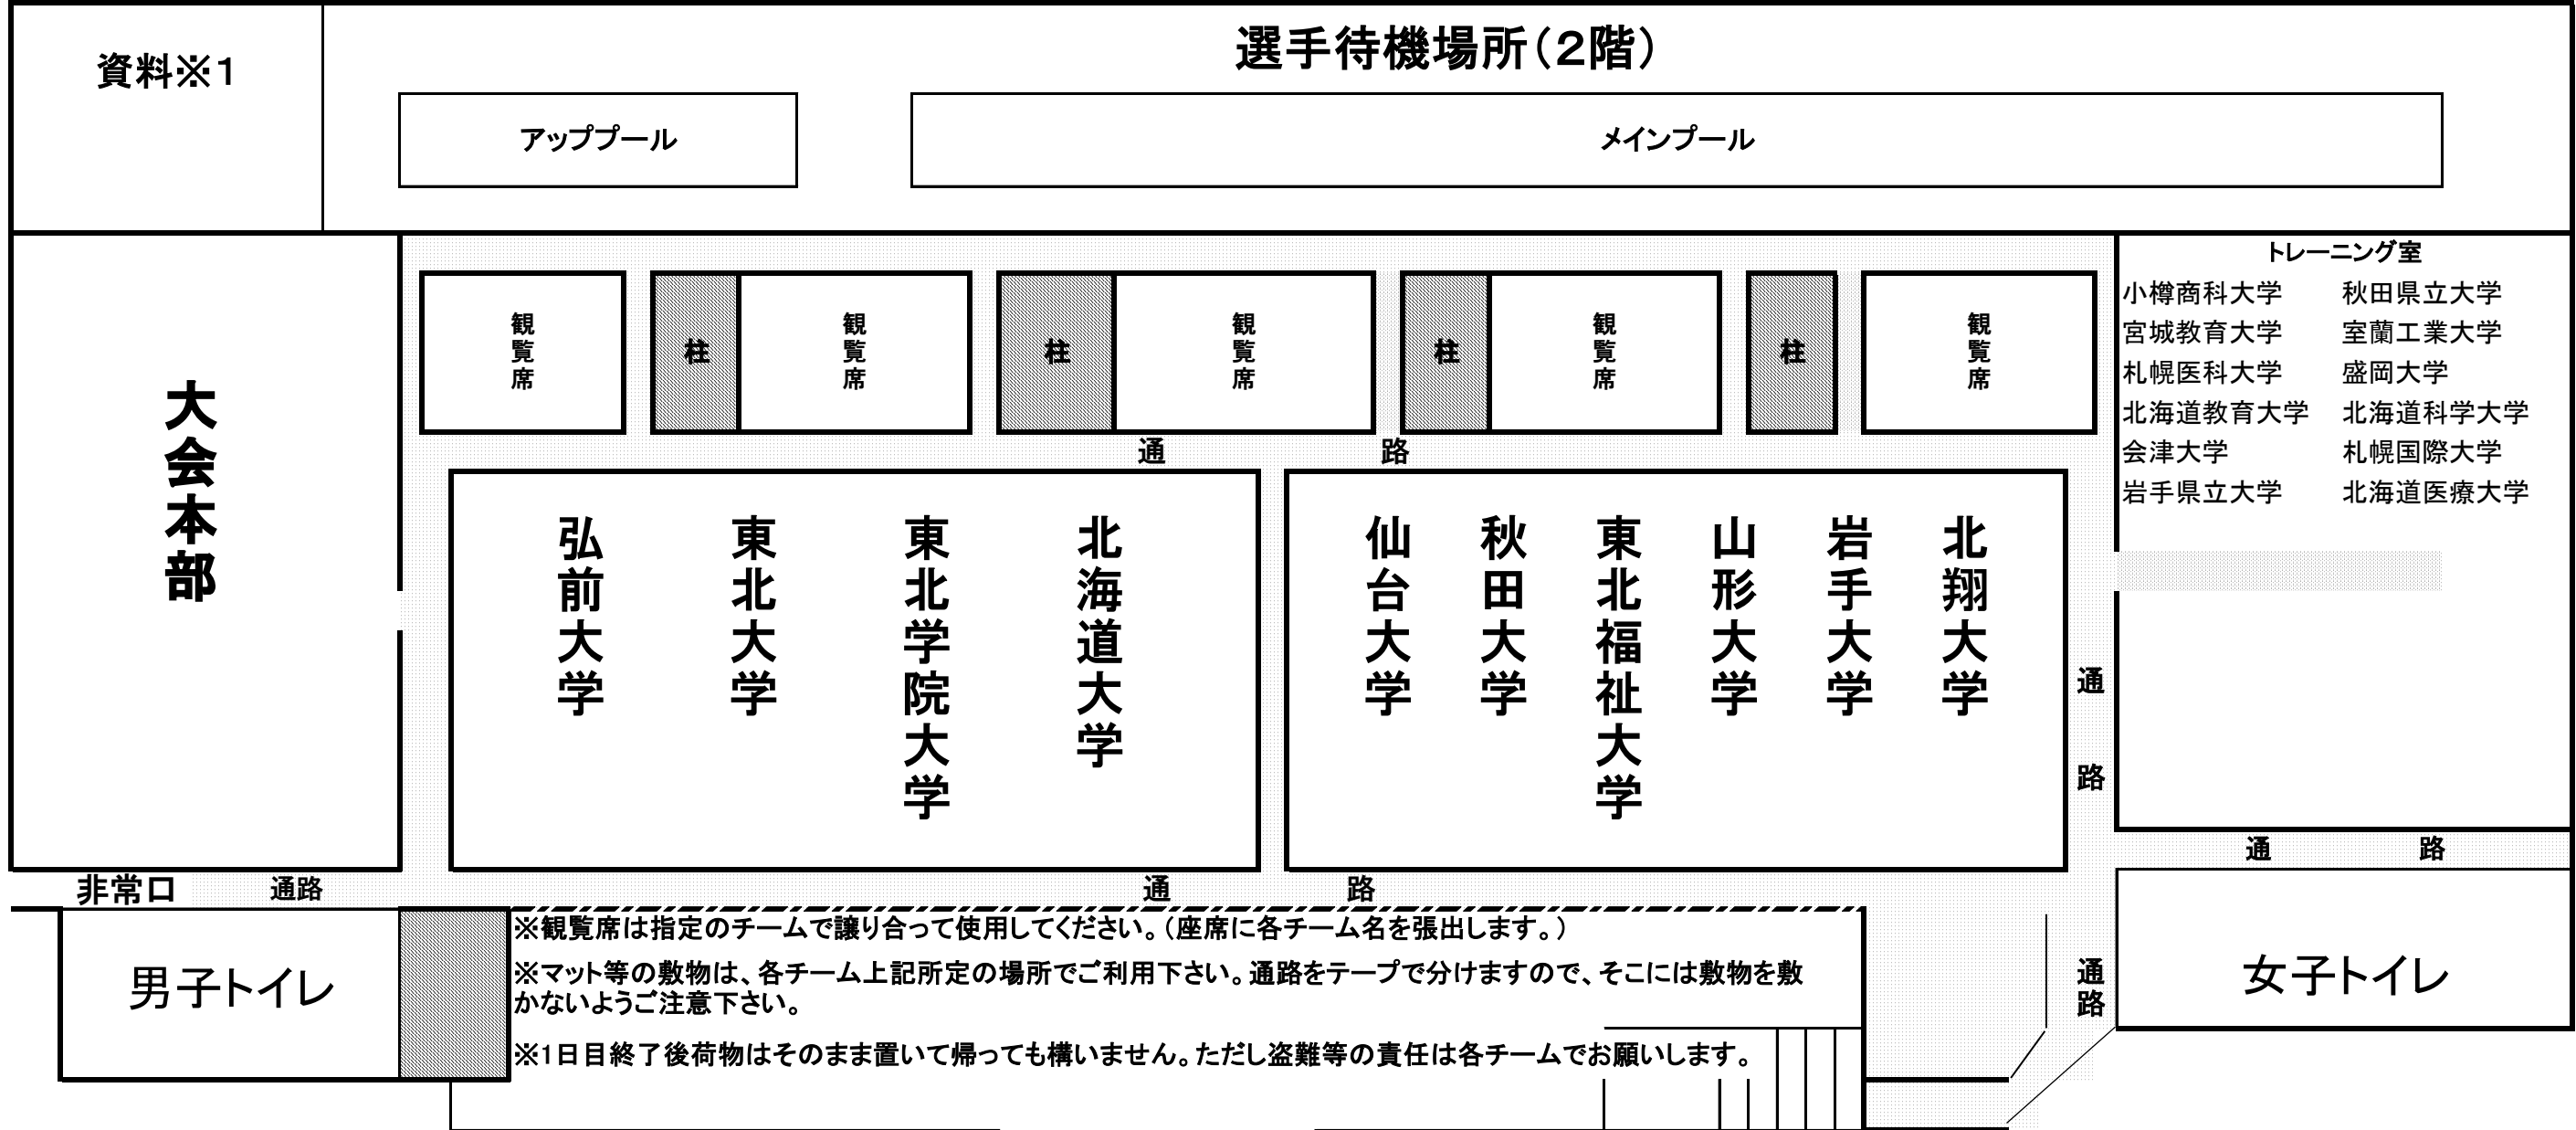 資料※1
選手待機場所（2階）
アッププール
メインプール
トレーニング室
小樽商科大学 秋田県立大学
宮城教育大学 室蘭工業大学
札幌医科大学 盛岡大学
北海道教育大学 北海道科学大学
会津大学 札幌国際大学
岩手県立大学 北海道医療大学
観覧席
柱
観覧席
柱
観覧席
柱
観覧席
柱
観覧席
通 路
大会本部
弘前大学
東北大学
東北学院大学
北海道大学
仙台大学
秋田大学
東北福祉大学
山形大学
岩手大学
北翔大学
通路
通 路
非常口
通路
通 路
男子トイレ
※観覧席は指定のチームで譲り合って使用してください。（座席に各チーム名を張出します。）
※マット等の敷物は、各チーム上記所定の場所でご利用下さい。通路をテープで分けますので、そこには敷物を敷
かないようご注意下さい。
※1日目終了後荷物はそのまま置いて帰っても構いません。ただし盗難等の責任は各チームでお願いします。
通路
女子トイレ